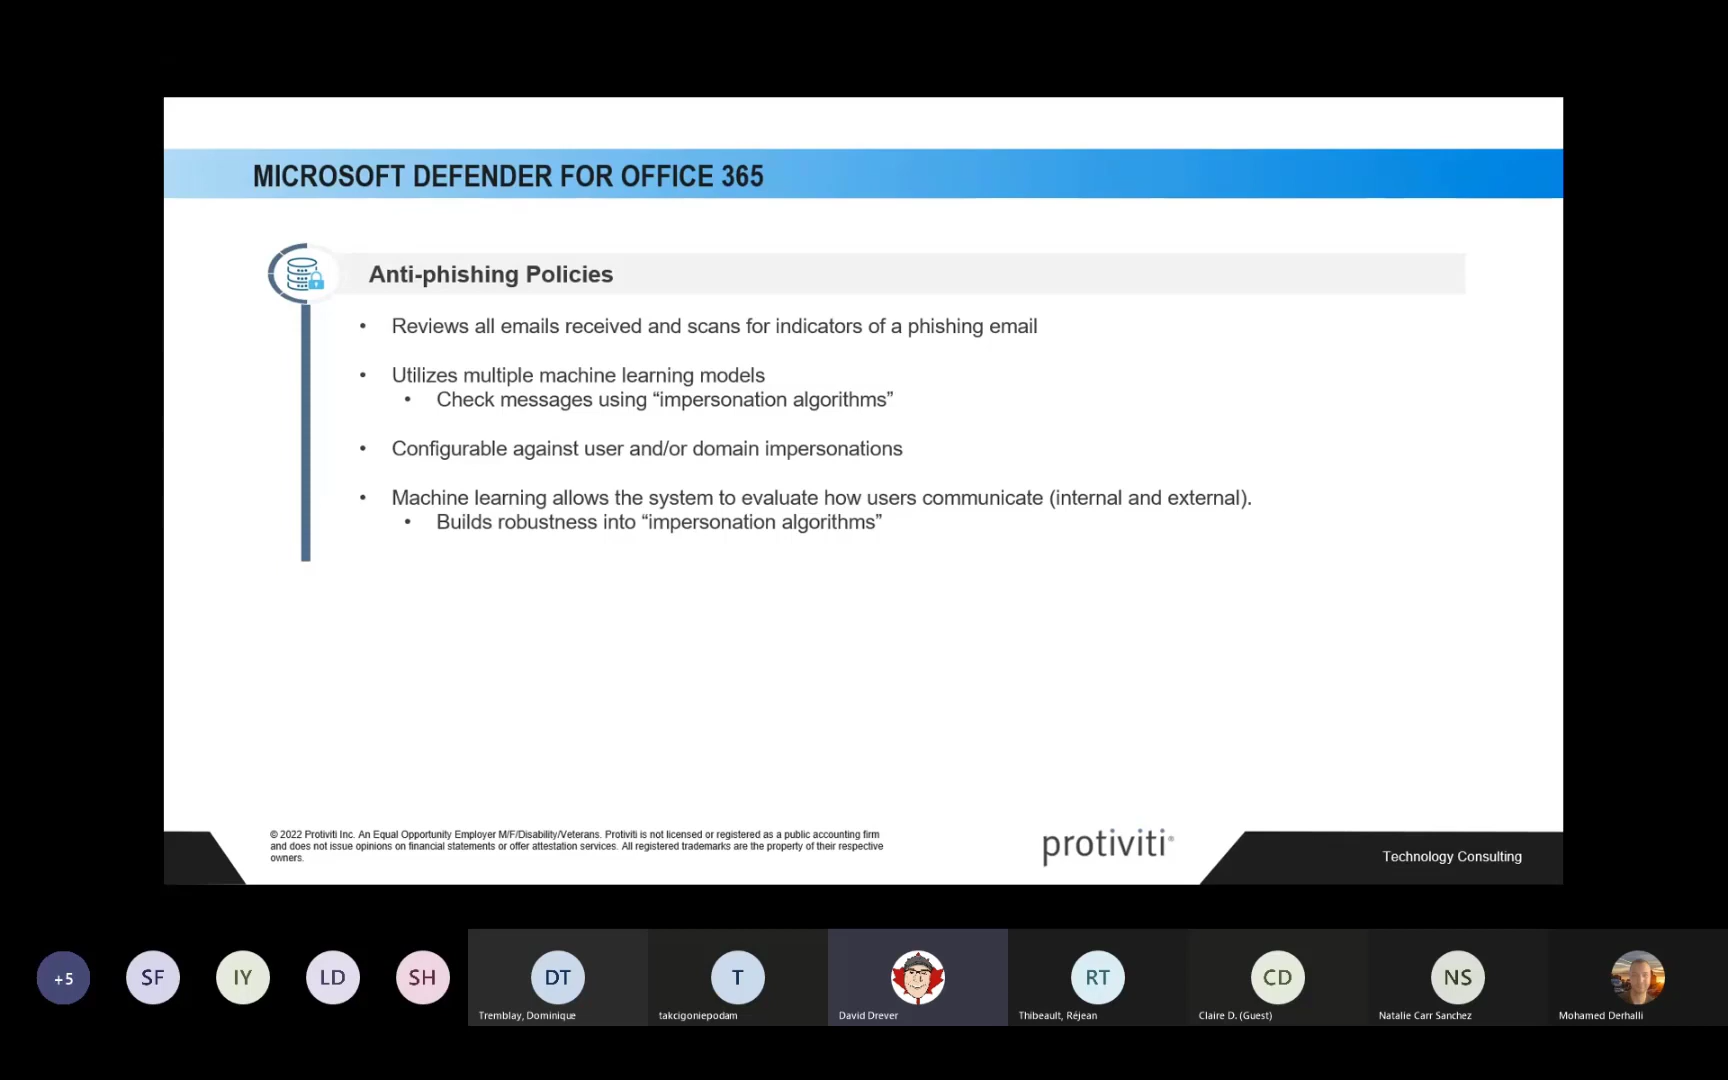 MICROSOFT DEFENDER FOR OFFICE 365
Anti-phishing Policies
• Reviews all emails received and scans for indicators of a phishing email
• Utilizes multiple machine learning models
• Check messages using “impersonation algorithms”
• Configurable against user and/or domain impersonations
• Machine learning allows the system to evaluate how users communicate (internal and external).
• Builds robustness into “impersonation algorithms”
© 2022 Protiviti Inc. An Equal Opportunity Employer M/F/Disability/Veterans. Protiviti is not licensed or registered as a public accounting firm
and does not issue opinions on financial statements or offer attestation services. All registered trademarks are the property of their respective
owners.
protiviti®
Technology Consulting
+5
SF
IY
LD
SH
DT
Tremblay, Dominique
T
takcigoniepodam
David Drever
RT
Thibeault, Réjean
CD
Claire D. (Guest)
NS
Natalie Carr Sanchez
Mohamed Derhalli